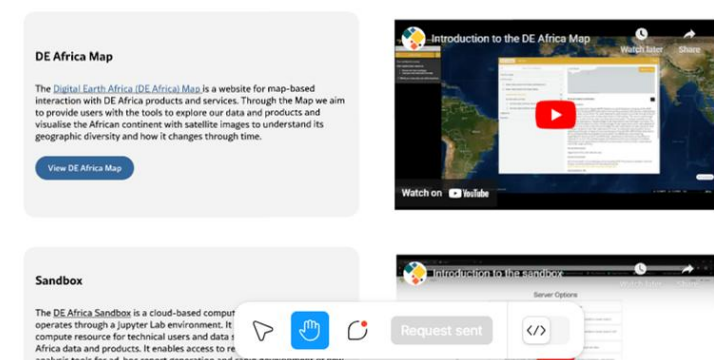 DE Africa Map
The Digital Earth Africa (DE Africa) Map is a website for map-based
interaction with DE Africa products and services. Through the Map we aim
to provide users with the tools to explore our data and products and
visualise the African continent with satellite images to understand its
geographic diversity and how it changes through time.
View DE Africa Map
Introduction to the DE Africa Map
Watch later
Share
Watch on YouTube
Sandbox
The DE Africa Sandbox is a cloud-based comput
operates through a Jupyter Lab environment. It
compute resource for technical users and data s
Africa data and products. It enables access to re
Introduction to the sandbox
Watch later
Share
Server Options
Request sent